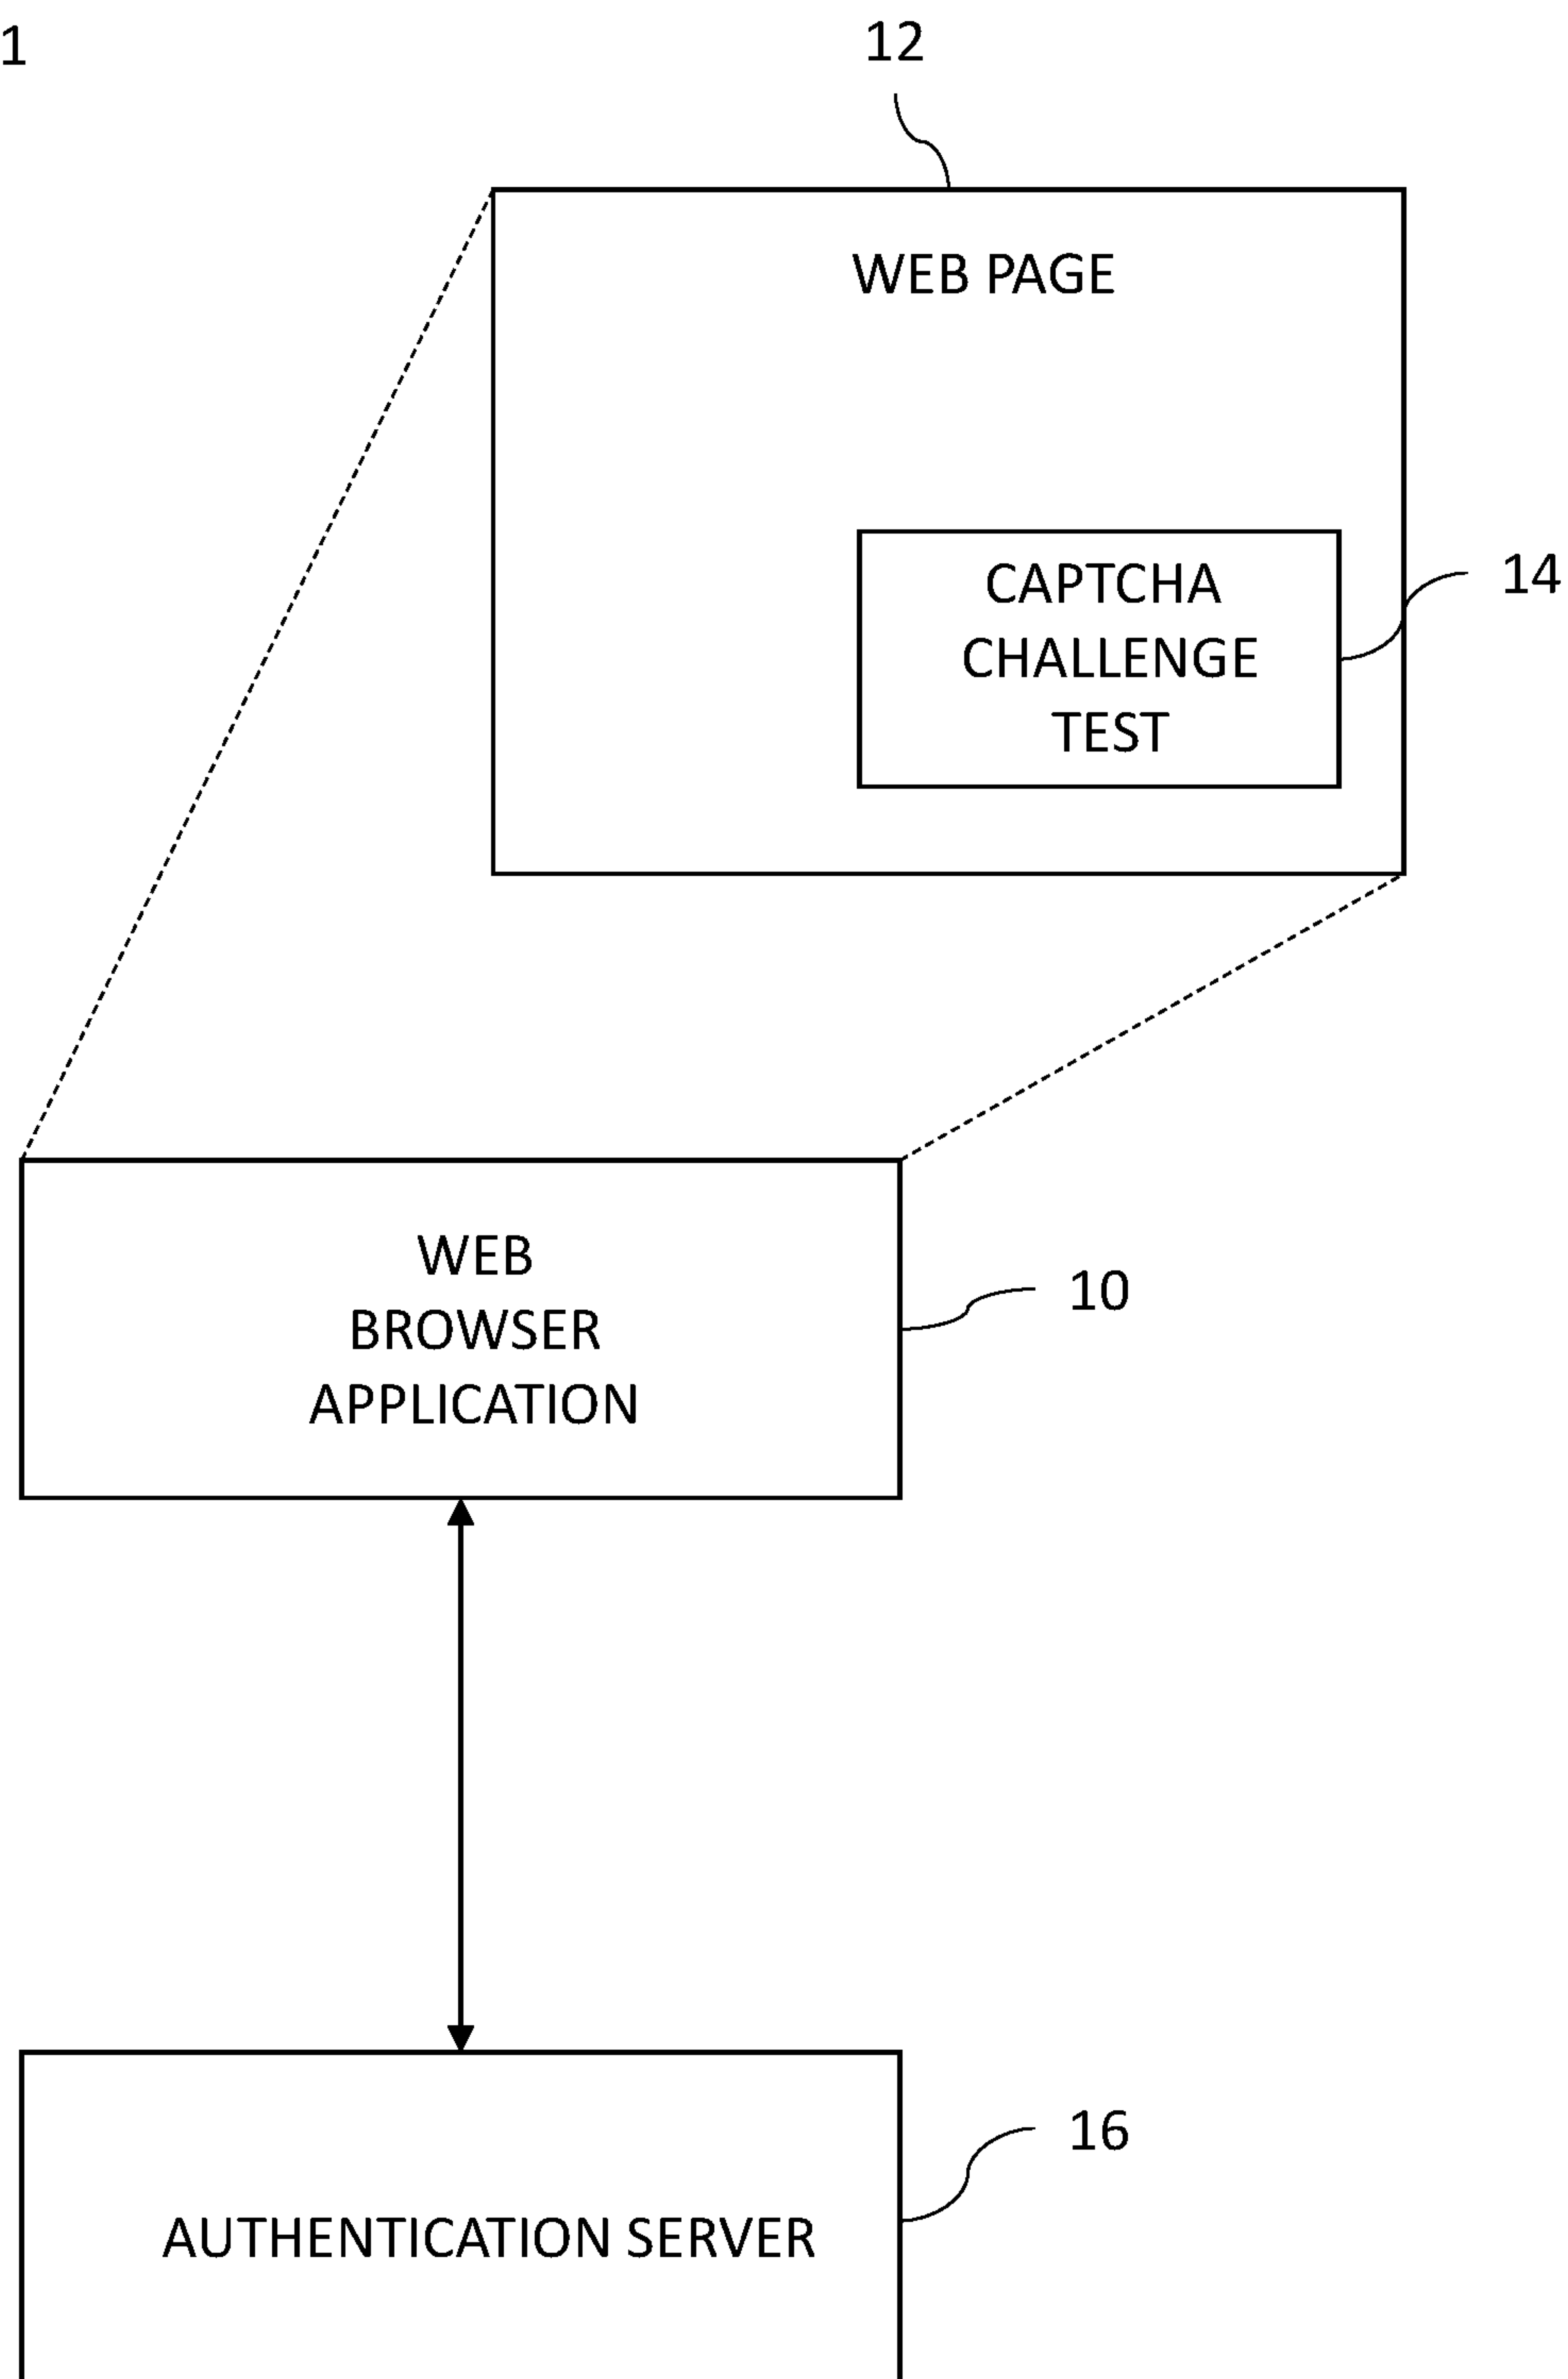 1
12
WEB PAGE
CAPTCHA
CHALLENGE
TEST
14
WEB
BROWSER
APPLICATION
10
16
AUTHENTICATION SERVER